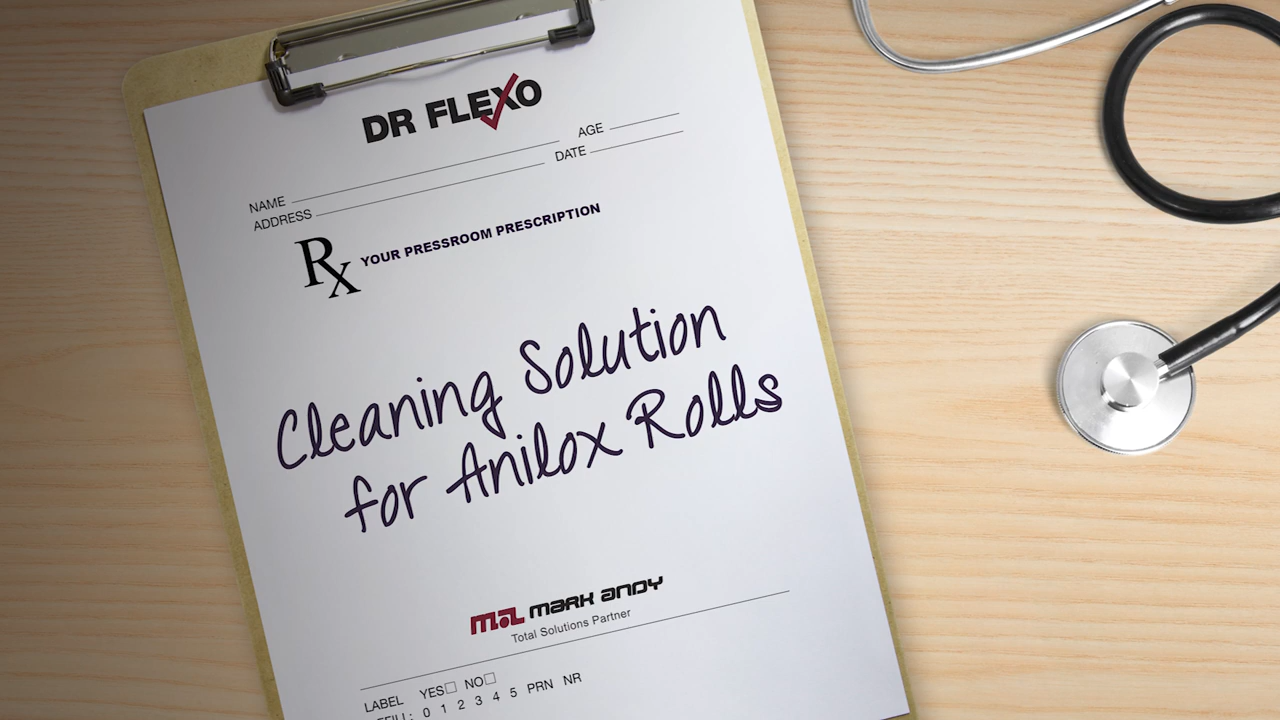 DR FLEXO
NAME AGE
ADDRESS DATE
Rx YOUR PRESSROOM PRESCRIPTION
Cleaning Solution
for Anilox Rolls
mark andy
Total Solutions Partner
LABEL YES☐ NO☐
REFILL: 0 1 2 3 4 5 PRN NR